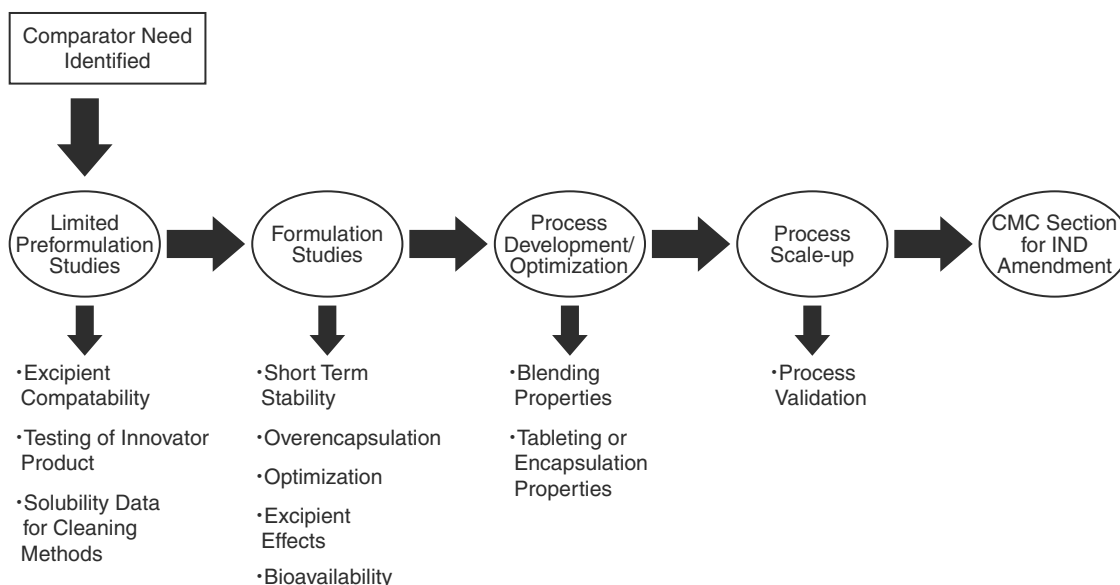 Comparator Need
Identified
Limited
Preformulation
Studies
Formulation
Studies
Process
Development/
Optimization
Process
Scale-up
CMC Section
for IND
Amendment
·Excipient
Compatability
·Testing of Innovator
Product
·Solubility Data
for Cleaning
Methods
·Short Term
Stability
·Overencapsulation
·Optimization
·Excipient
Effects
·Bioavailability
·Blending
Properties
·Tableting or
Encapsulation
Properties
·Process
Validation